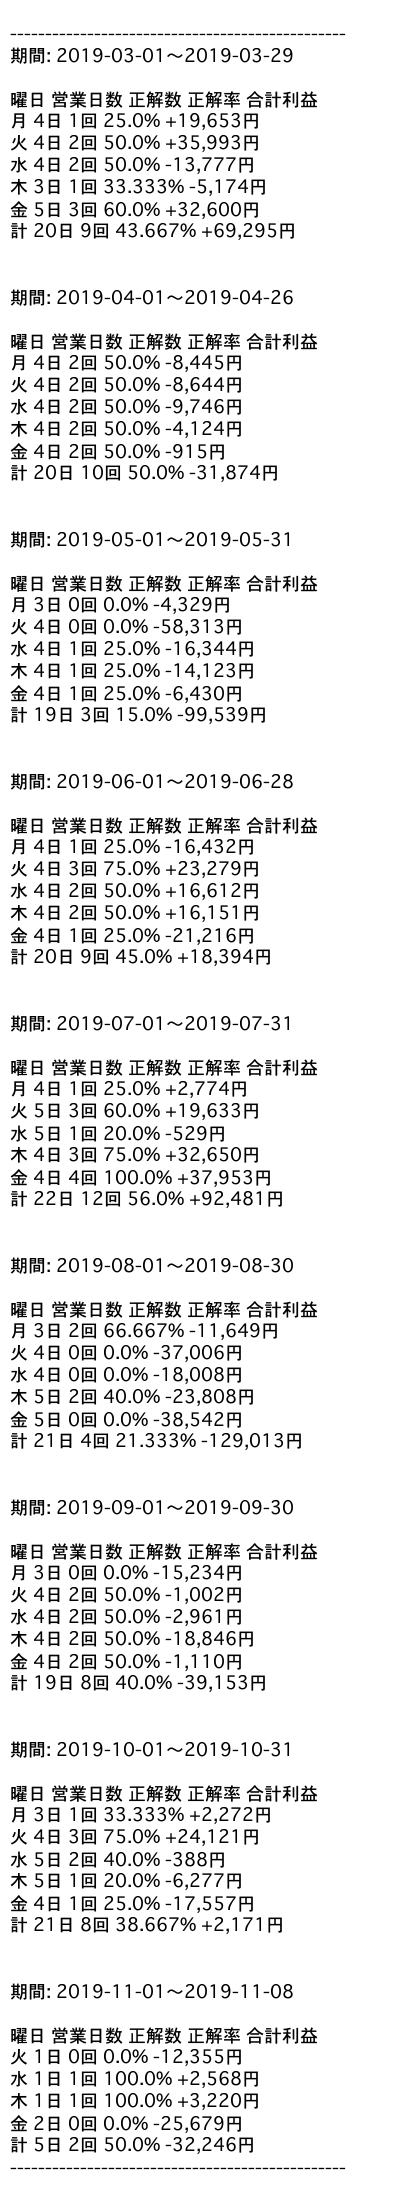 ------------------------------------------------
期間: 2019-03-01〜2019-03-29
曜日 営業日数 正解数 正解率 合計利益
月 4日 1回 25.0% +19,653円
火 4日 2回 50.0% +35,993円
水 4日 2回 50.0% -13,777円
木 3日 1回 33.333% -5,174円
金 5日 3回 60.0% +32,600円
計 20日 9回 43.667% +69,295円
期間: 2019-04-01〜2019-04-26
曜日 営業日数 正解数 正解率 合計利益
月 4日 2回 50.0% -8,445円
火 4日 2回 50.0% -8,644円
水 4日 2回 50.0% -9,746円
木 4日 2回 50.0% -4,124円
金 4日 2回 50.0% -915円
計 20日 10回 50.0% -31,874円
期間: 2019-05-01〜2019-05-31
曜日 営業日数 正解数 正解率 合計利益
月 3日 0回 0.0% -4,329円
火 4日 0回 0.0% -58,313円
水 4日 1回 25.0% -16,344円
木 4日 1回 25.0% -14,123円
金 4日 1回 25.0% -6,430円
計 19日 3回 15.0% -99,539円
期間: 2019-06-01〜2019-06-28
曜日 営業日数 正解数 正解率 合計利益
月 4日 1回 25.0% -16,432円
火 4日 3回 75.0% +23,279円
水 4日 2回 50.0% +16,612円
木 4日 2回 50.0% +16,151円
金 4日 1回 25.0% -21,216円
計 20日 9回 45.0% +18,394円
期間: 2019-07-01〜2019-07-31
曜日 営業日数 正解数 正解率 合計利益
月 4日 1回 25.0% +2,774円
火 5日 3回 60.0% +19,633円
水 5日 1回 20.0% -529円
木 4日 3回 75.0% +32,650円
金 4日 4回 100.0% +37,953円
計 22日 12回 56.0% +92,481円
期間: 2019-08-01〜2019-08-30
曜日 営業日数 正解数 正解率 合計利益
月 3日 2回 66.667% -11,649円
火 4日 0回 0.0% -37,006円
水 4日 0回 0.0% -18,008円
木 5日 2回 40.0% -23,808円
金 5日 0回 0.0% -38,542円
計 21日 4回 21.333% -129,013円
期間: 2019-09-01〜2019-09-30
曜日 営業日数 正解数 正解率 合計利益
月 3日 0回 0.0% -15,234円
火 4日 2回 50.0% -1,002円
水 4日 2回 50.0% -2,961円
木 4日 2回 50.0% -18,846円
金 4日 2回 50.0% -1,110円
計 19日 8回 40.0% -39,153円
期間: 2019-10-01〜2019-10-31
曜日 営業日数 正解数 正解率 合計利益
月 3日 1回 33.333% +2,272円
火 4日 3回 75.0% +24,121円
水 5日 2回 40.0% -388円
木 5日 1回 20.0% -6,277円
金 4日 1回 25.0% -17,557円
計 21日 8回 38.667% +2,171円
期間: 2019-11-01〜2019-11-08
曜日 営業日数 正解数 正解率 合計利益
火 1日 0回 0.0% -12,355円
水 1日 1回 100.0% +2,568円
木 1日 1回 100.0% +3,220円
金 2日 0回 0.0% -25,679円
計 5日 2回 50.0% -32,246円
------------------------------------------------